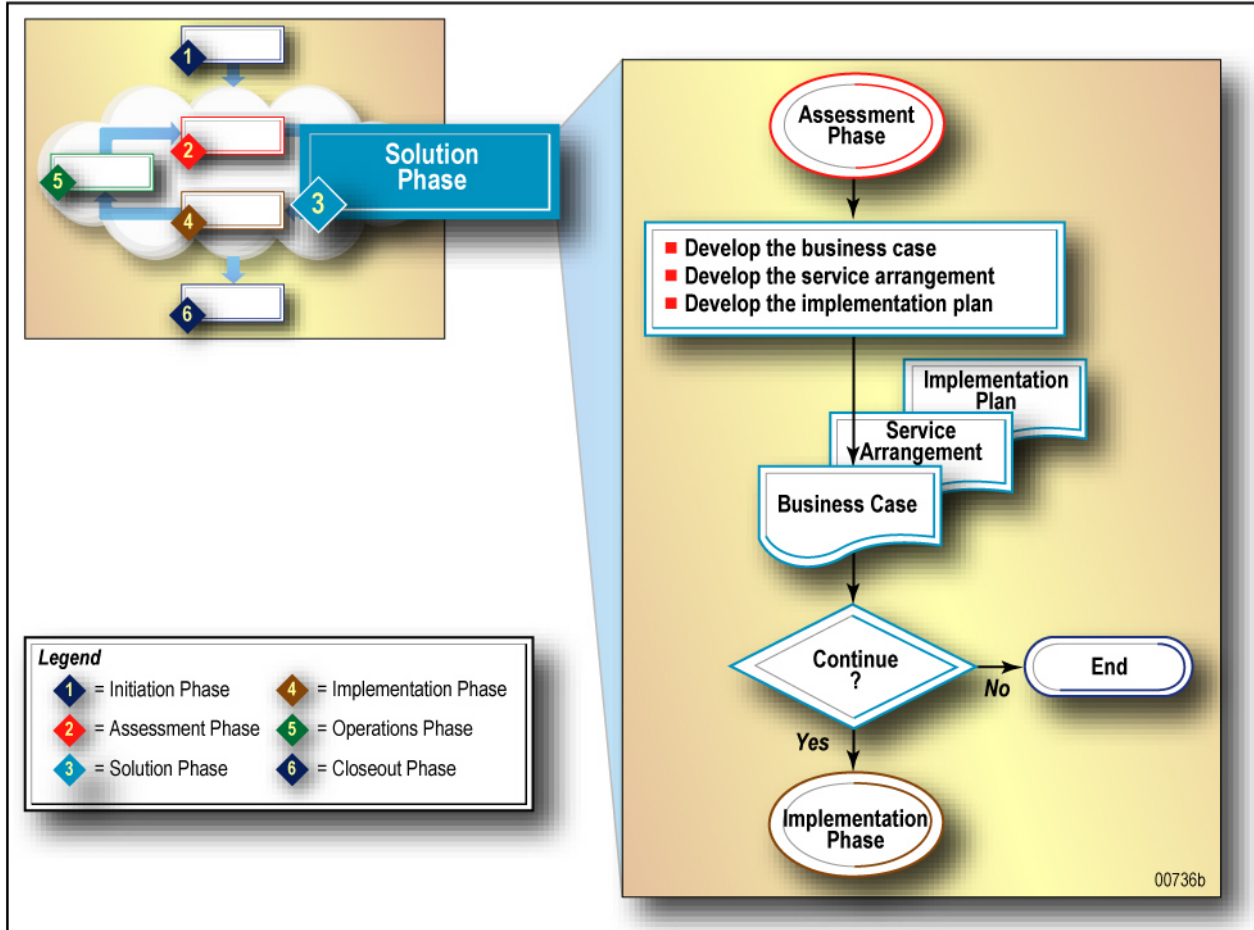 1
2
5
4
3
6
Solution
Phase
Assessment
Phase
■ Develop the business case
■ Develop the service arrangement
■ Develop the implementation plan
Implementation
Plan
Service
Arrangement
Business Case
Continue
?
No
End
Yes
Implementation
Phase
00736b
Legend
1 = Initiation Phase
2 = Assessment Phase
3 = Solution Phase
4 = Implementation Phase
5 = Operations Phase
6 = Closeout Phase